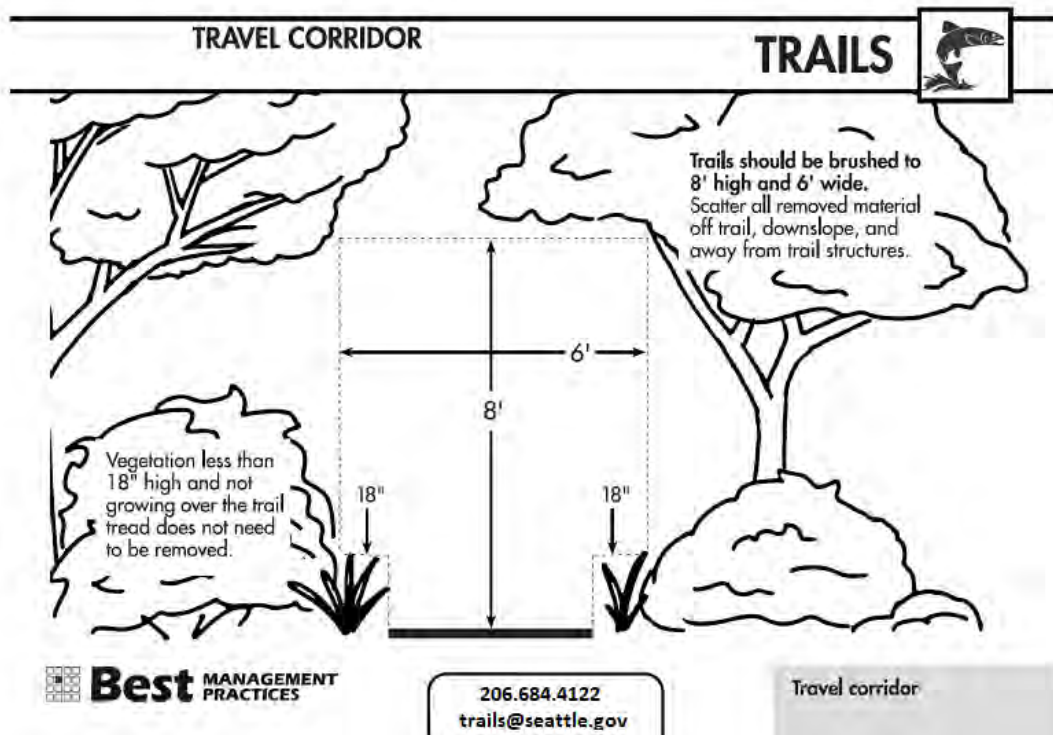 TRAVEL CORRIDOR
TRAILS
Trails should be brushed to
8' high and 6' wide.
Scatter all removed material
off trail, downslope, and
away from trail structures.
6'
8'
Vegetation less than
18" high and not
growing over the trail
tread does not need
to be removed.
18"
18"
Best MANAGEMENT
PRACTICES
206.684.4122
trails@seattle.gov
Travel corridor